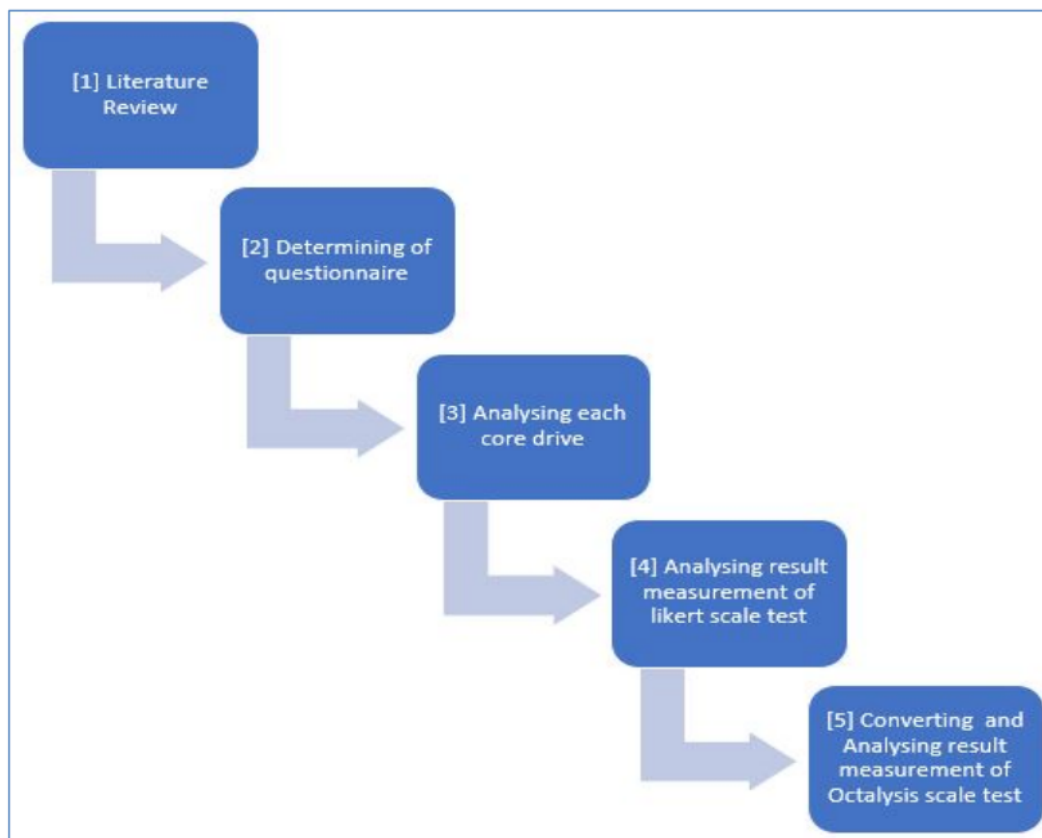 [1] Literature
Review
[2] Determining of
questionnaire
[3] Analysing each
core drive
[4] Analysing result
measurement of
likert scale test
[5] Converting and
Analysing result
measurement of
Octalysis scale test